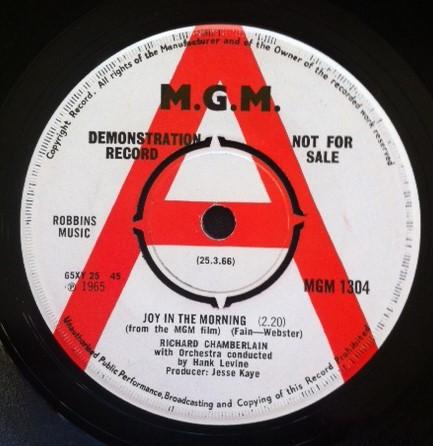 Copyright Record. All rights of the Manufacturer and of the Owner of the recorded work reserved
M.G.M.
DEMONSTRATION RECORD
NOT FOR SALE
ROBBINS MUSIC
(25.3.66)
G5XY 25 45
℗ 1965
MGM 1304
JOY IN THE MORNING (2.20)
(from the MGM film) (Fain—Webster)
RICHARD CHAMBERLAIN
with Orchestra conducted
by Hank Levine
Producer: Jesse Kaye
Unauthorised Public Performance, Broadcasting and Copying of this Record Prohibited